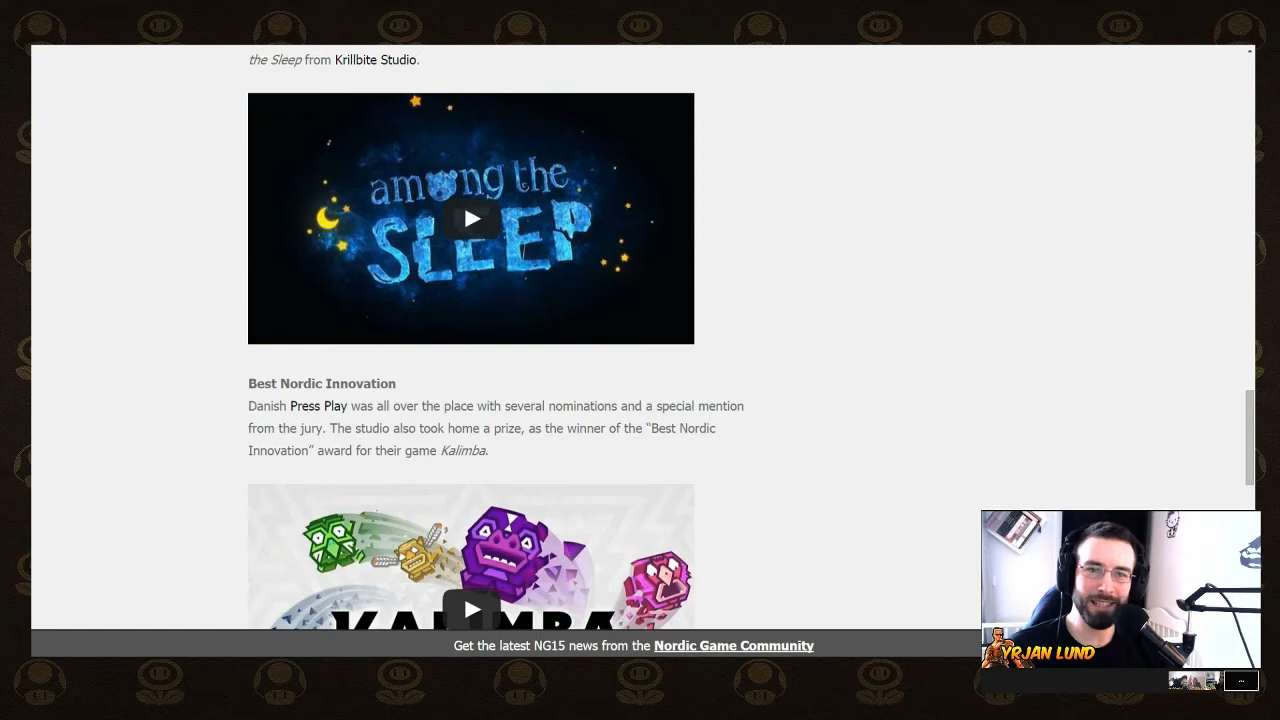 the Sleep from Krillbite Studio.
among the
SLEEP
Best Nordic Innovation
Danish Press Play was all over the place with several nominations and a special mention
from the jury. The studio also took home a prize, as the winner of the “Best Nordic
Innovation” award for their game Kalimba.
KALIMBA
Get the latest NG15 news from the Nordic Game Community
YRJAN LUND
...